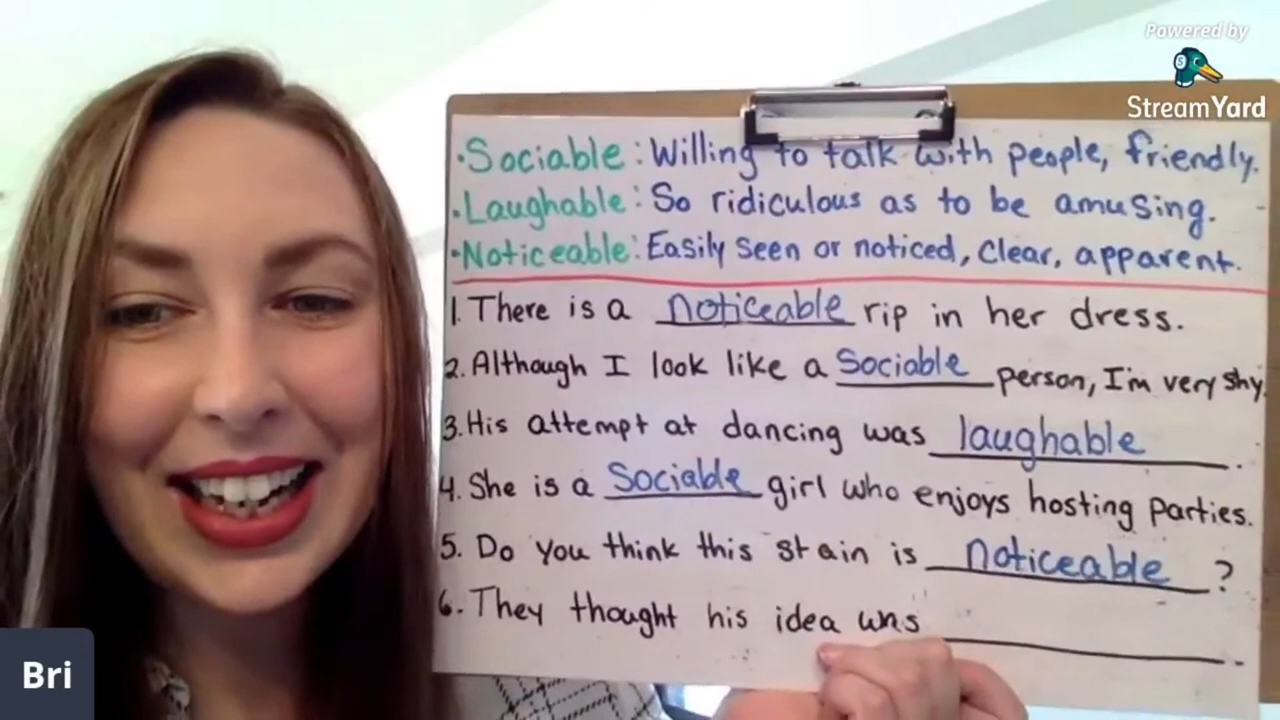 Powered by
StreamYard
·Sociable: Willing to talk with people, friendly.
·Laughable: So ridiculous as to be amusing.
·Noticeable: Easily seen or noticed, Clear, apparent.
1. There is a noticeable rip in her dress.
2. Although I look like a Sociable person, I'm very shy.
3. His attempt at dancing was laughable.
4. She is a Sociable girl who enjoys hosting parties.
5. Do you think this stain is noticeable?
6. They thought his idea was ______.
Bri